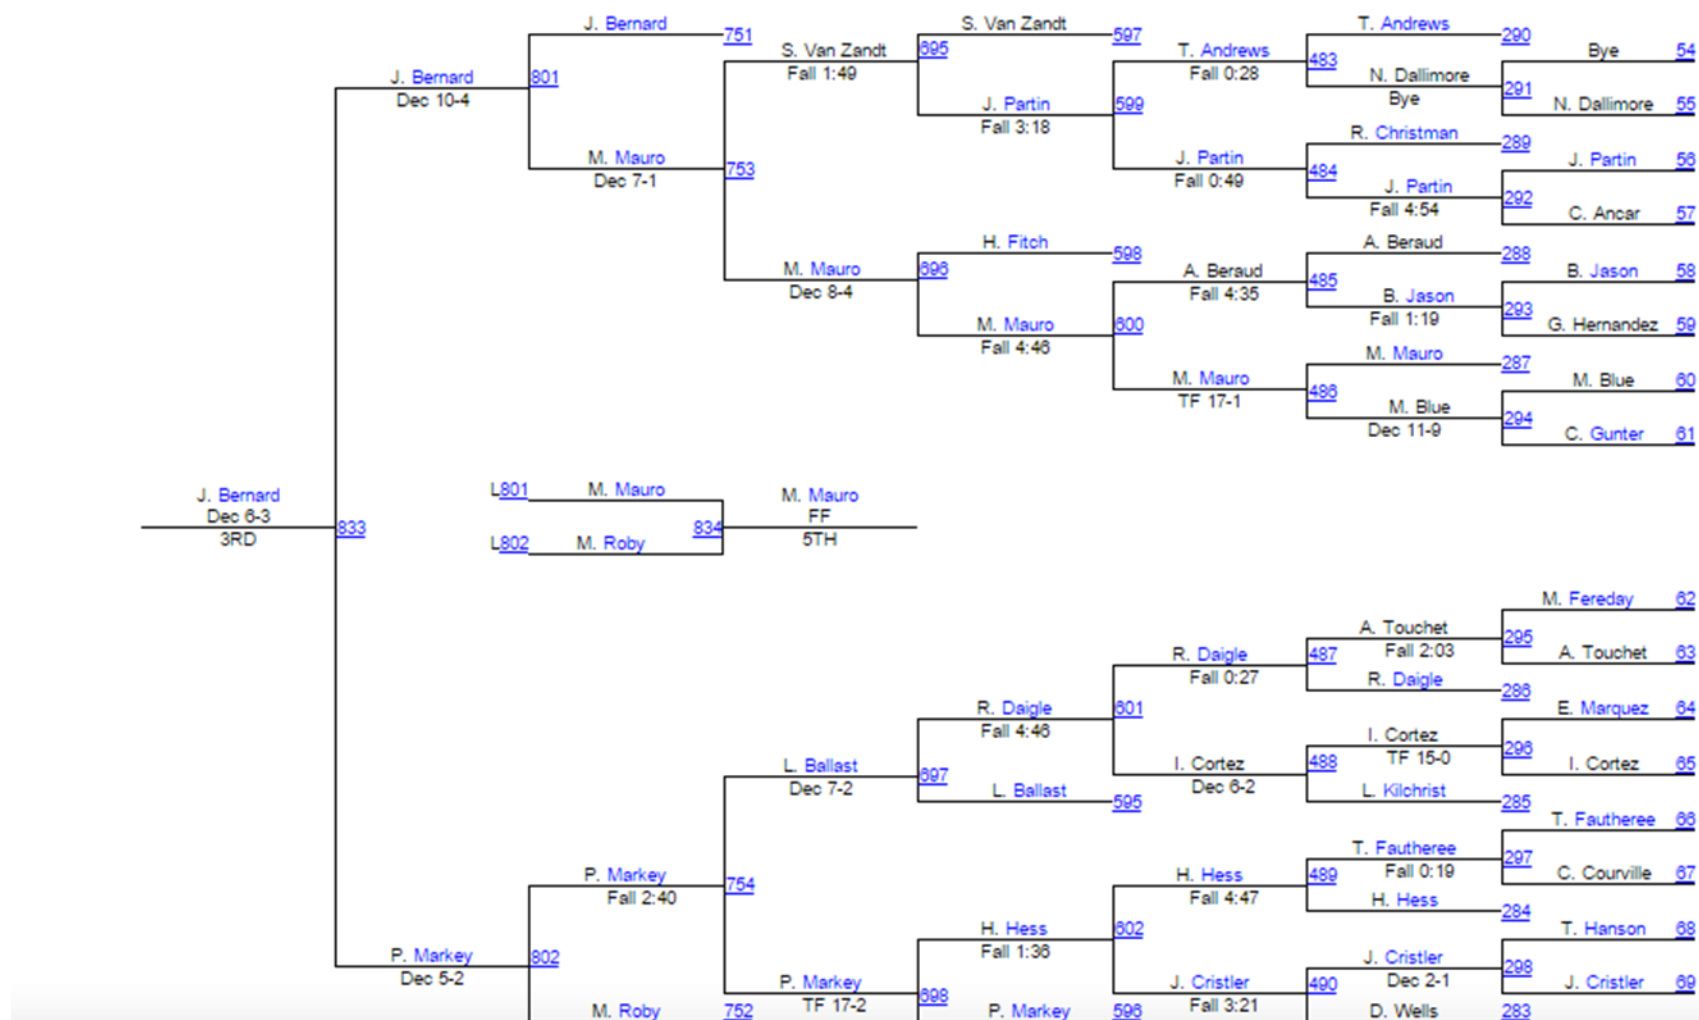 J. Bernard
751
S. Van Zandt
Fall 1:49
695
S. Van Zandt
597
T. Andrews
Fall 0:28
483
T. Andrews
290
Bye
54
N. Dallimore
Bye
291
N. Dallimore
55
J. Bernard
Dec 10-4
801
J. Partin
Fall 3:18
599
R. Christman
289
J. Partin
56
M. Mauro
Dec 7-1
753
J. Partin
Fall 0:49
484
J. Partin
Fall 4:54
292
C. Ancar
57
H. Fitch
598
A. Beraud
288
M. Mauro
Dec 8-4
696
A. Beraud
Fall 4:35
485
B. Jason
58
B. Jason
Fall 1:19
293
G. Hernandez
59
M. Mauro
Fall 4:46
600
M. Mauro
287
M. Mauro
TF 17-1
486
M. Blue
60
M. Blue
Dec 11-9
294
C. Gunter
61
J. Bernard
Dec 6-3
3RD
833
L801
M. Mauro
L802
M. Roby
834
M. Mauro
FF
5TH
M. Fereday
62
R. Daigle
Fall 0:27
487
A. Touchet
Fall 2:03
295
A. Touchet
63
R. Daigle
286
R. Daigle
Fall 4:46
601
E. Marquez
64
I. Cortez
TF 15-0
296
L. Ballast
Dec 7-2
697
I. Cortez
Dec 6-2
488
I. Cortez
65
L. Ballast
595
L. Kilchrist
285
T. Fautheree
66
T. Fautheree
Fall 0:19
297
P. Markey
Fall 2:40
754
H. Hess
Fall 4:47
489
C. Courville
67
H. Hess
284
H. Hess
Fall 1:36
602
T. Hanson
68
P. Markey
Dec 5-2
802
J. Cristler
Dec 2-1
298
P. Markey
TF 17-2
698
J. Cristler
Fall 3:21
490
J. Cristler
69
M. Roby
752
P. Markey
596
D. Wells
283